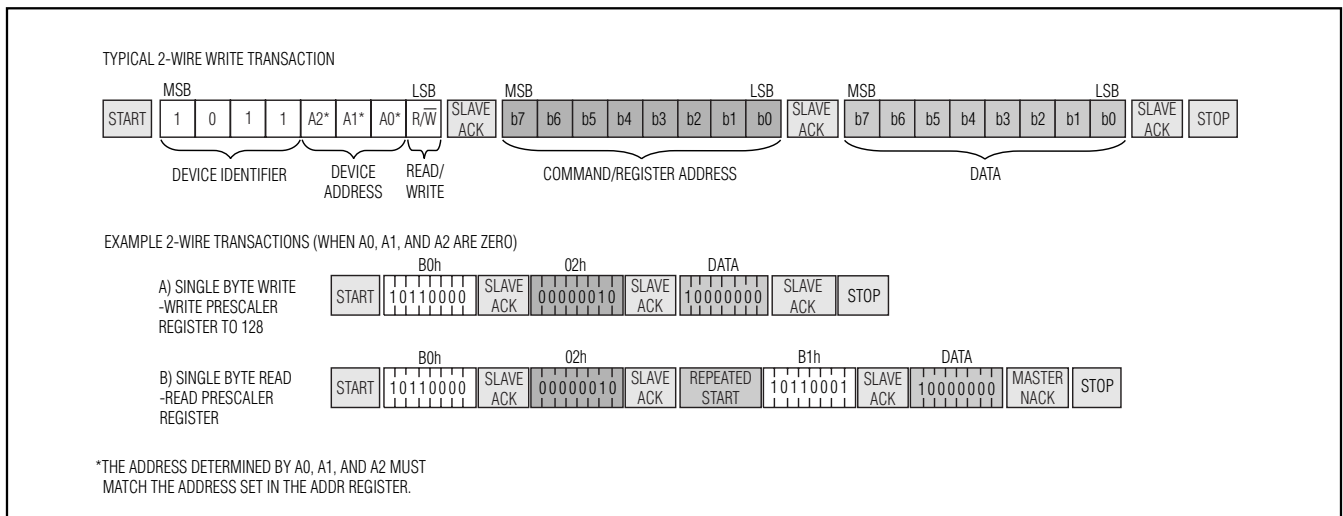 TYPICAL 2-WIRE WRITE TRANSACTION
MSB LSB MSB LSB MSB LSB
START 1 0 1 1 A2* A1* A0* R/W̅ SLAVE ACK b7 b6 b5 b4 b3 b2 b1 b0 SLAVE ACK b7 b6 b5 b4 b3 b2 b1 b0 SLAVE ACK STOP
DEVICE IDENTIFIER DEVICE ADDRESS READ/WRITE COMMAND/REGISTER ADDRESS DATA
EXAMPLE 2-WIRE TRANSACTIONS (WHEN A0, A1, AND A2 ARE ZERO)
B0h 02h DATA
A) SINGLE BYTE WRITE
-WRITE PRESCALER
REGISTER TO 128
START 10110000 SLAVE ACK 00000010 SLAVE ACK 10000000 SLAVE ACK STOP
B0h 02h B1h DATA
B) SINGLE BYTE READ
-READ PRESCALER
REGISTER
START 10110000 SLAVE ACK 00000010 SLAVE ACK REPEATED START 10110001 SLAVE ACK 10000000 MASTER NACK STOP
*THE ADDRESS DETERMINED BY A0, A1, AND A2 MUST
MATCH THE ADDRESS SET IN THE ADDR REGISTER.